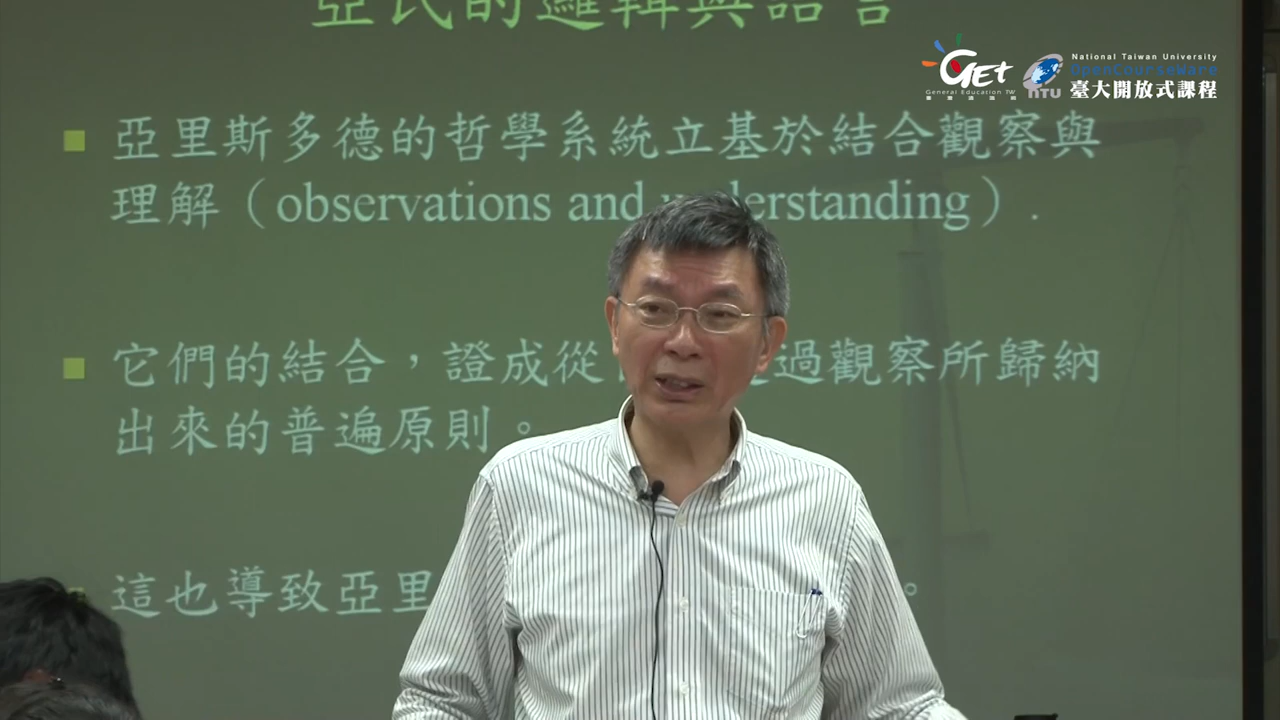 亞氏的邏輯與語言
GET
General Education TW
National Taiwan University
OpenCourseWare
NTU 臺大開放式課程
亞里斯多德的哲學系統立基於結合觀察與
理解（observations and understanding）.
它們的結合，證成從 過觀察所歸納
出來的普遍原則。
這也導致亞里 。